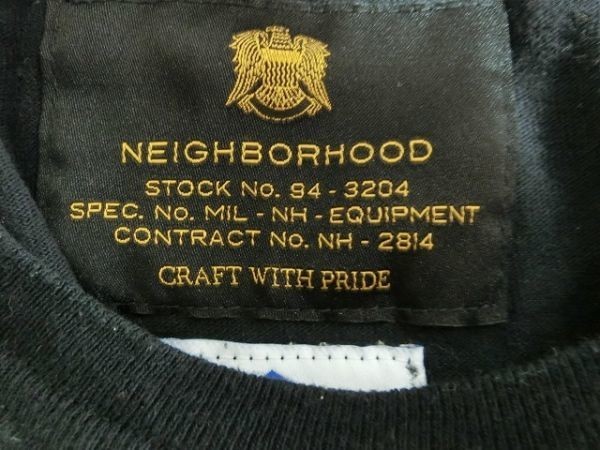 NEIGHBORHOOD
STOCK No. 94 - 3204
SPEC. No. MIL - NH - EQUIPMENT
CONTRACT No. NH - 2814
CRAFT WITH PRIDE